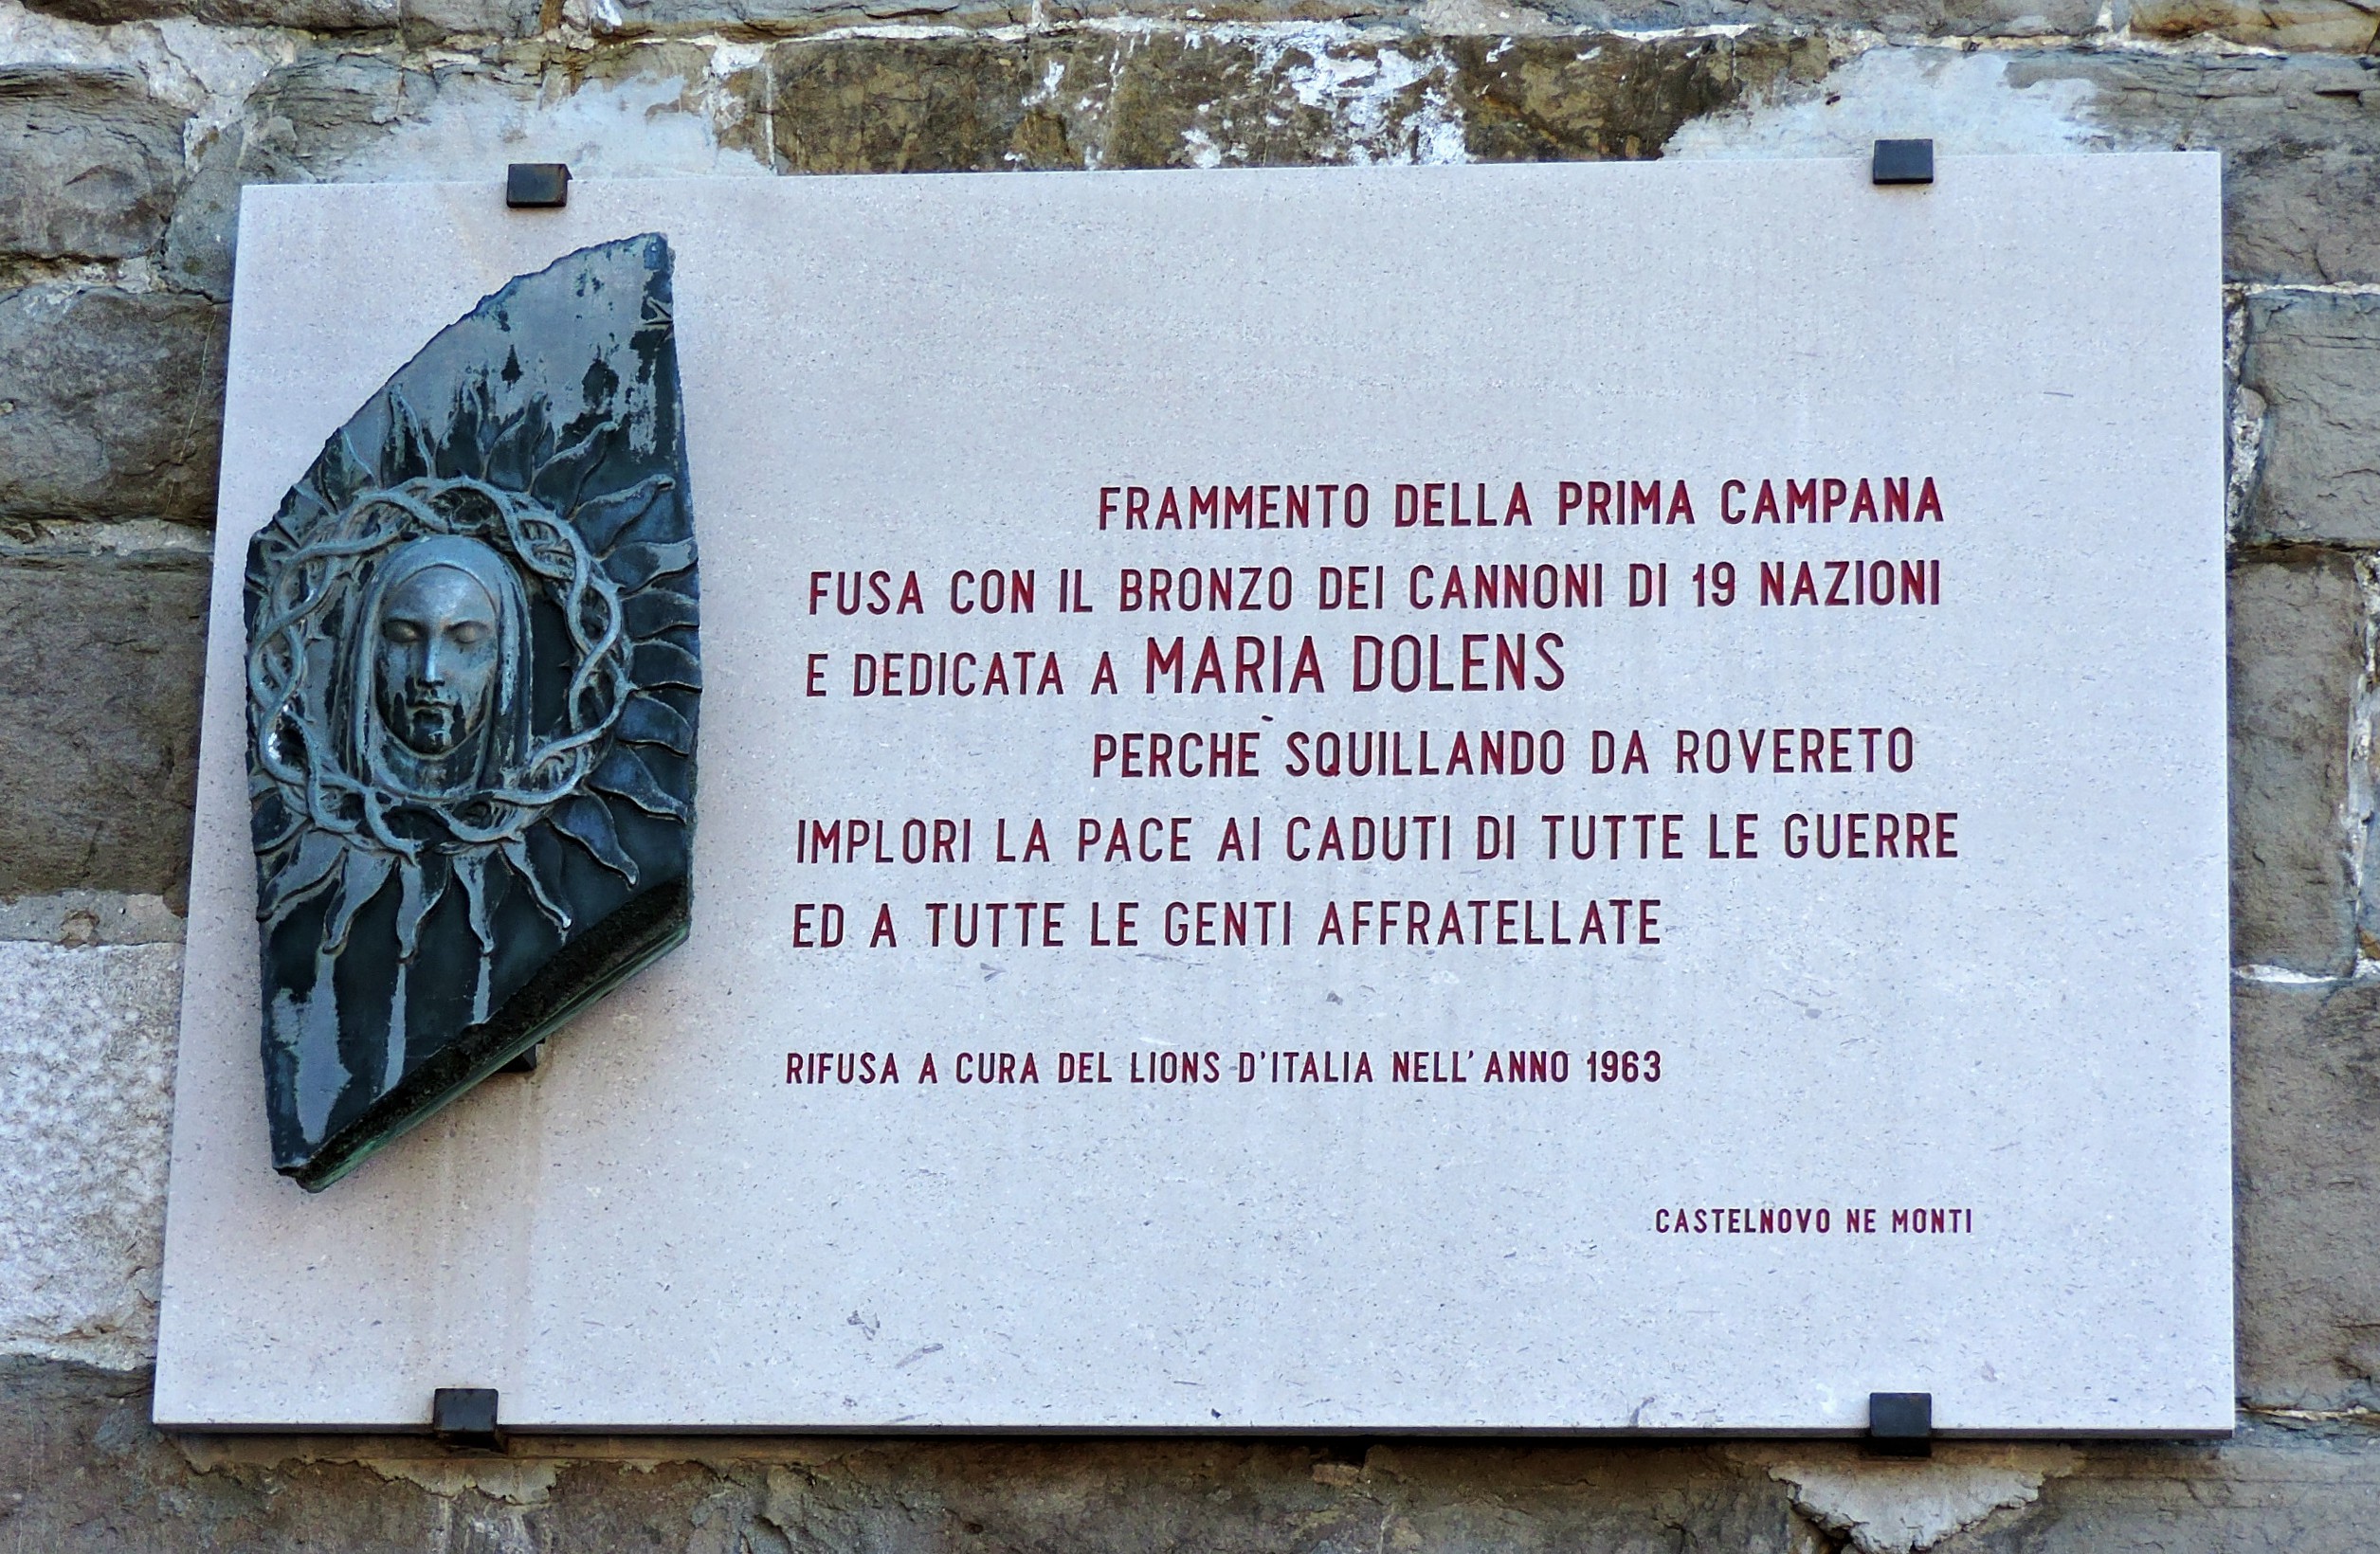 FRAMMENTO DELLA PRIMA CAMPANA
FUSA CON IL BRONZO DEI CANNONI DI 19 NAZIONI
E DEDICATA A MARIA DOLENS
PERCHE` SQUILLANDO DA ROVERETO
IMPLORI LA PACE AI CADUTI DI TUTTE LE GUERRE
ED A TUTTE LE GENTI AFFRATELLATE
RIFUSA A CURA DEL LIONS D'ITALIA NELL'ANNO 1963
CASTELNOVO NE MONTI